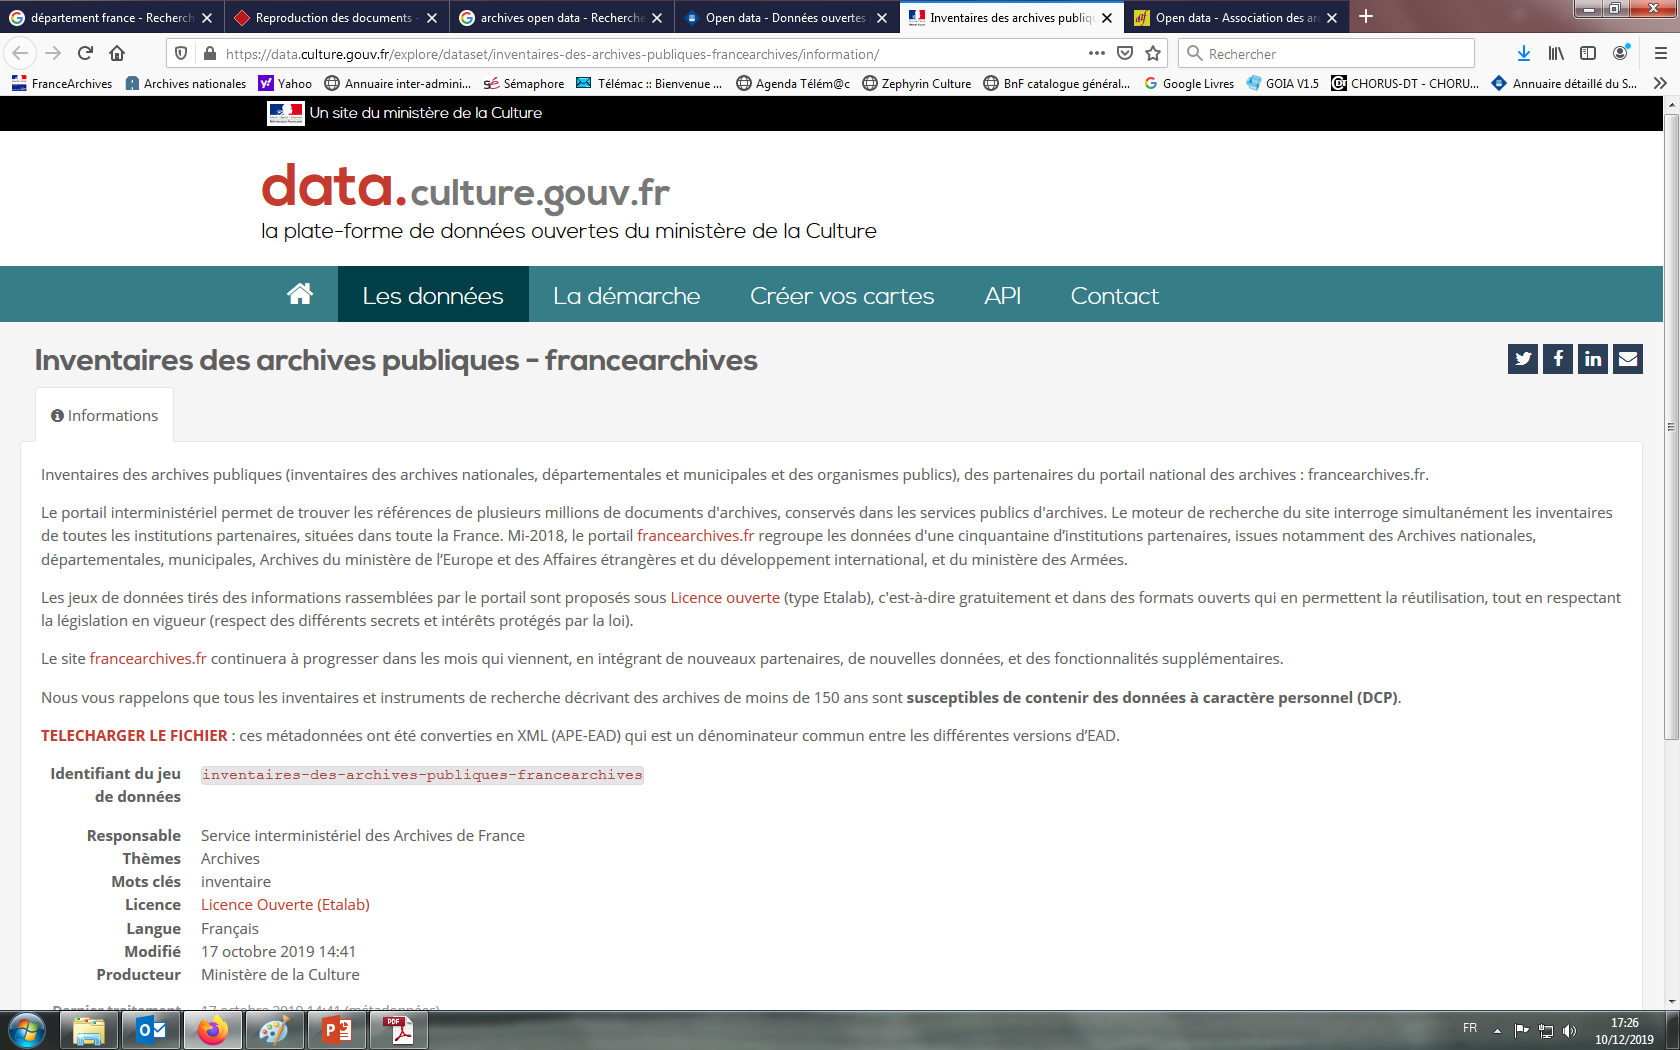 département france - Recherch
Reproduction des documents -
archives open data - Recherche
Open data - Données ouvertes
Inventaires des archives publiqu
Open data - Association des arc
https://data.culture.gouv.fr/explore/dataset/inventaires-des-archives-publiques-francearchives/information/
Rechercher
FranceArchives
Archives nationales
Yahoo
Annuaire inter-admini...
Sémaphore
Télémac :: Bienvenue ...
Agenda Télém@c
Zephyrin Culture
BnF catalogue général...
Google Livres
GOIA V1.5
CHORUS-DT - CHORU...
Annuaire détaillé du S...
Un site du ministère de la Culture
data.culture.gouv.fr
la plate-forme de données ouvertes du ministère de la Culture
Les données La démarche Créer vos cartes API Contact
Inventaires des archives publiques - francearchives
Informations
Inventaires des archives publiques (inventaires des archives nationales, départementales et municipales et des organismes publics), des partenaires du portail national des archives : francearchives.fr.
Le portail interministériel permet de trouver les références de plusieurs millions de documents d'archives, conservés dans les services publics d'archives. Le moteur de recherche du site interroge simultanément les inventaires
de toutes les institutions partenaires, situées dans toute la France. Mi-2018, le portail francearchives.fr regroupe les données d'une cinquantaine d’institutions partenaires, issues notamment des Archives nationales,
départementales, municipales, Archives du ministère de l’Europe et des Affaires étrangères et du développement international, et du ministère des Armées.
Les jeux de données tirés des informations rassemblées par le portail sont proposés sous Licence ouverte (type Etalab), c'est-à-dire gratuitement et dans des formats ouverts qui en permettent la réutilisation, tout en respectant
la législation en vigueur (respect des différents secrets et intérêts protégés par la loi).
Le site francearchives.fr continuera à progresser dans les mois qui viennent, en intégrant de nouveaux partenaires, de nouvelles données, et des fonctionnalités supplémentaires.
Nous vous rappelons que tous les inventaires et instruments de recherche décrivant des archives de moins de 150 ans sont susceptibles de contenir des données à caractère personnel (DCP).
TELECHARGER LE FICHIER : ces métadonnées ont été converties en XML (APE-EAD) qui est un dénominateur commun entre les différentes versions d’EAD.
Identifiant du jeu
de données
inventaires-des-archives-publiques-francearchives
Responsable Service interministériel des Archives de France
Thèmes Archives
Mots clés inventaire
Licence Licence Ouverte (Etalab)
Langue Français
Modifié 17 octobre 2019 14:41
Producteur Ministère de la Culture
Dernier traitement 17 octobre 2019 14:41 (métadonnées)
FR
17:26
10/12/2019